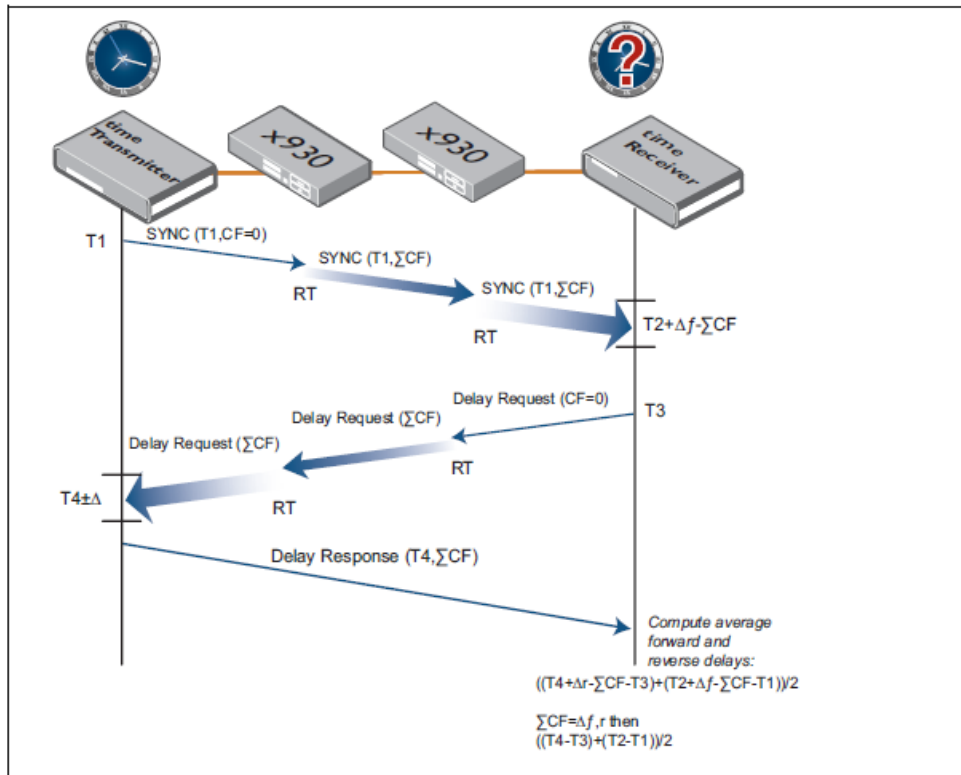 time
Transmitter
x930
x930
time
Receiver
T1
SYNC (T1,CF=0)
SYNC (T1,∑CF)
SYNC (T1,∑CF)
RT
RT
T2+∆ƒ-∑CF
Delay Request (CF=0)
T3
Delay Request (∑CF)
Delay Request (∑CF)
RT
RT
T4±∆
Delay Response (T4,∑CF)
Compute average
forward and
reverse delays:
((T4+∆r-∑CF-T3)+(T2+∆ƒ-∑CF-T1))/2
∑CF=∆ƒ,r then
((T4-T3)+(T2-T1))/2